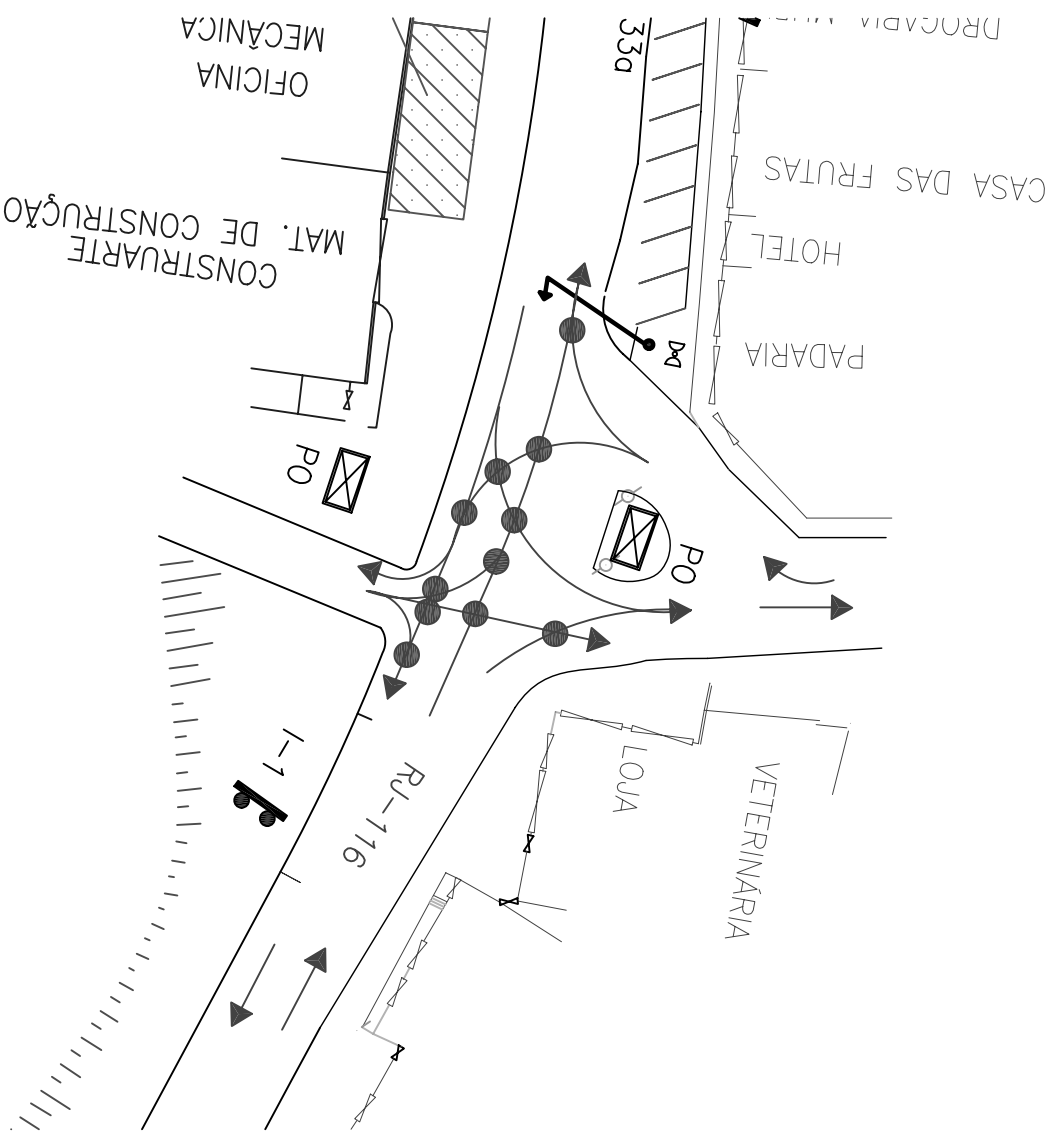 OFICINA
MECÂNICA
CONSTRUARTE
MAT. DE CONSTRUÇÃO
33a
DROGARIA
CASA DAS FRUTAS
HOTEL
PADARIA
PO
PO
I-1
RJ-116
LOJA
VETERINÁRIA